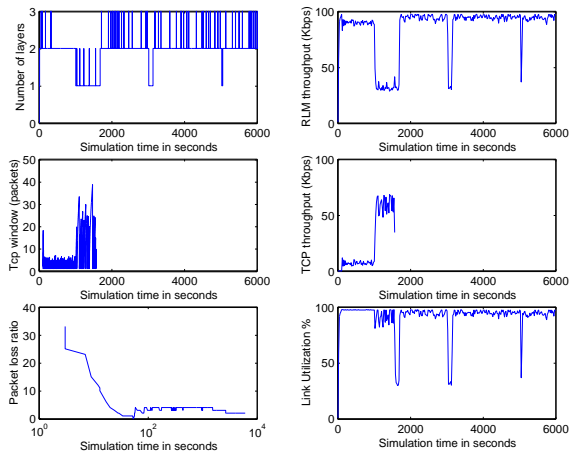 Number of layers
3
2
1
0
0 2000 4000 6000
Simulation time in seconds
RLM throughput (Kbps)
100
50
0
0 2000 4000 6000
Simulation time in seconds
Tcp window (packets)
50
40
30
20
10
0
0 2000 4000 6000
Simulation time in seconds
TCP throughput (Kbps)
100
50
0
0 2000 4000 6000
Simulation time in seconds
Packet loss ratio
40
30
20
10
0
10^0 10^2 10^4
Simulation time in seconds
Link Utilization %
100
50
0
0 2000 4000 6000
Simulation time in seconds